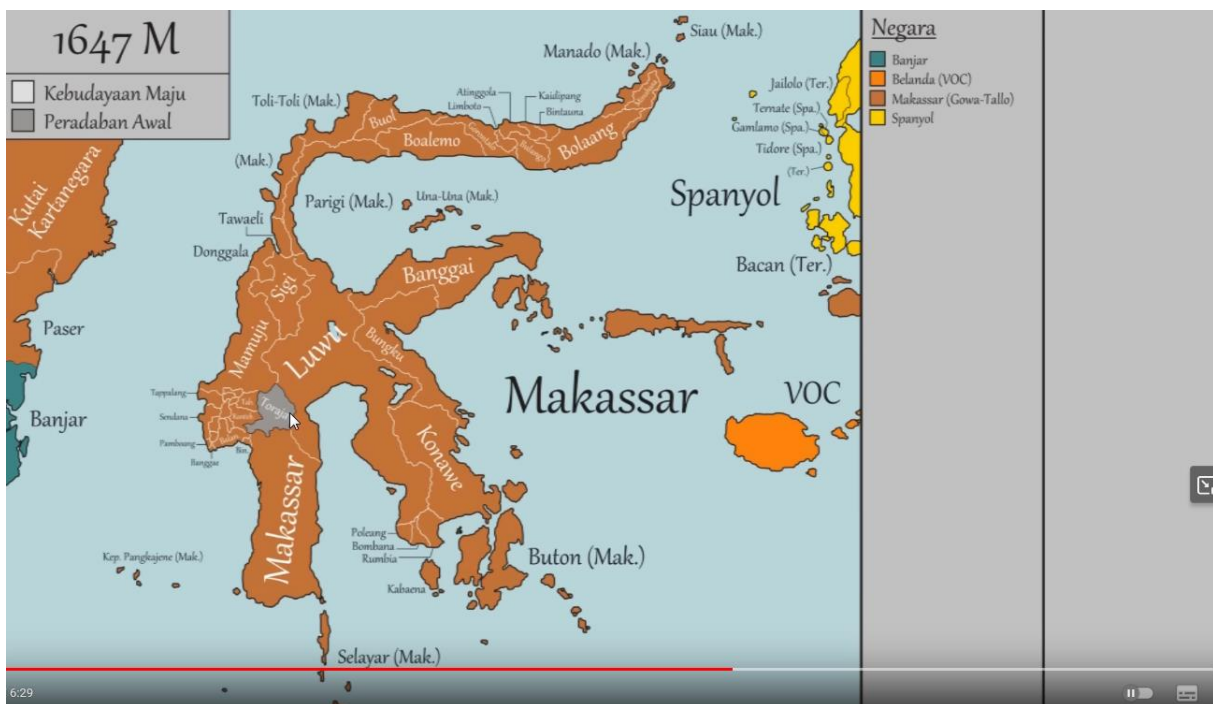 1647 M
Kebudayaan Maju
Peradaban Awal
Negara
Banjar
Belanda (VOC)
Makassar (Gowa-Tallo)
Spanyol
Siau (Mak.)
Manado (Mak.)
Toli-Toli (Mak.)
Buol
Boalemo
Atinggola
Limboto
Kaidipang
Bintauna
Bolaang
Jailolo (Ter.)
Ternate (Spa.)
Gamlamo (Spa.)
Tidore (Spa.)
(Ter.)
Spanyol
Bacan (Ter.)
Kutai
Kartanegara
(Mak.)
Parigi (Mak.)
Una-Una (Mak.)
Tawaeli
Donggala
Sigi
Banggai
Paser
Mamuju
Luwu
Bungku
Makassar
VOC
Banjar
Tappalang
Sendana
Pamboang
Banggae
Bin.
Toraja
Makassar
Konawe
Poleang
Bombana
Rumbia
Kabaena
Buton (Mak.)
Kep. Pangkajene (Mak.)
Selayar (Mak.)
6:29